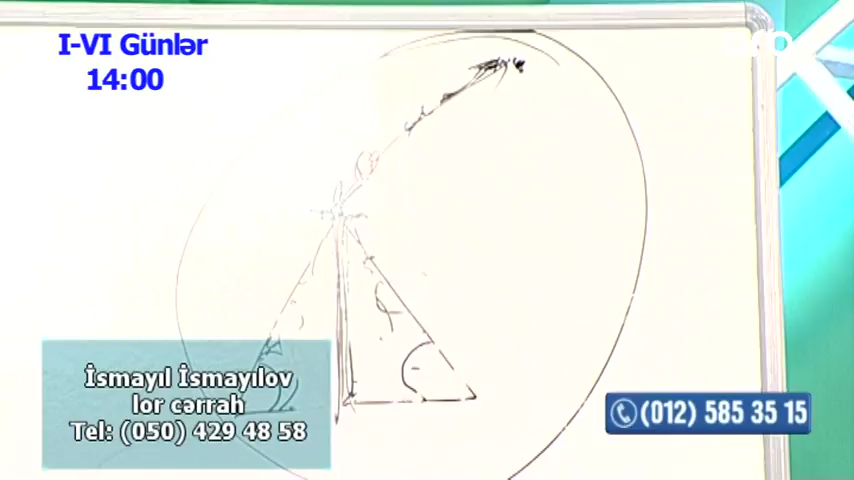 I-VI Günlər
14:00
İsmayıl İsmayılov
lor cərrah
Tel: (050) 429 48 58
(012) 585 35 15